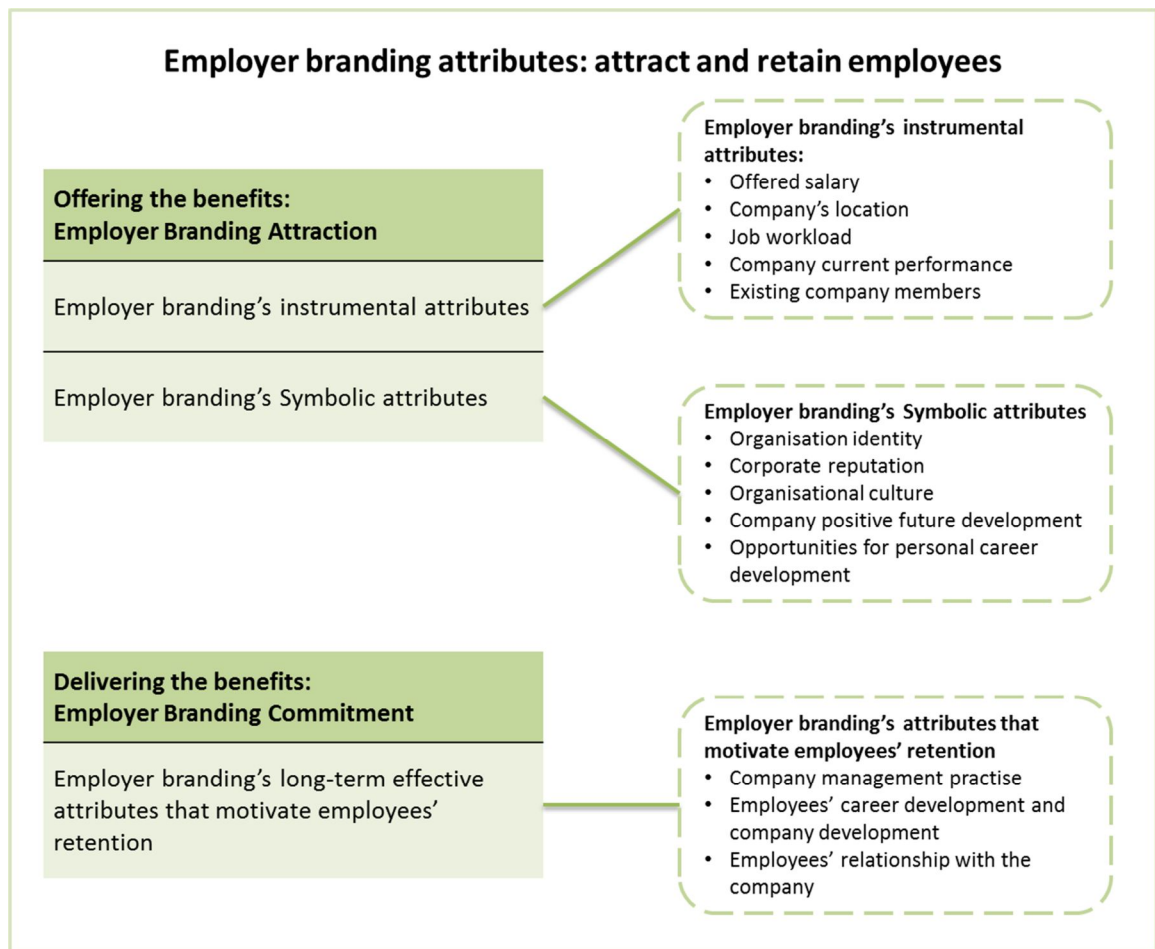 Employer branding attributes: attract and retain employees
Offering the benefits:
Employer Branding Attraction
Employer branding’s instrumental attributes
Employer branding’s Symbolic attributes
Employer branding’s instrumental
attributes:
• Offered salary
• Company’s location
• Job workload
• Company current performance
• Existing company members
Employer branding’s Symbolic attributes
• Organisation identity
• Corporate reputation
• Organisational culture
• Company positive future development
• Opportunities for personal career
development
Delivering the benefits:
Employer Branding Commitment
Employer branding’s long-term effective
attributes that motivate employees’
retention
Employer branding’s attributes that
motivate employees’ retention
• Company management practise
• Employees’ career development and
company development
• Employees’ relationship with the
company